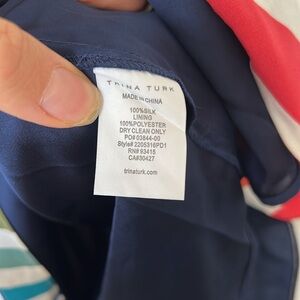 TRINA TURK
MADE IN CHINA
100%SILK
LINING
100%POLYESTER
DRY CLEAN ONLY
PO# 03844-00
Style# 2205316PD1
RN# 93415
CA#30427
trinaturk.com